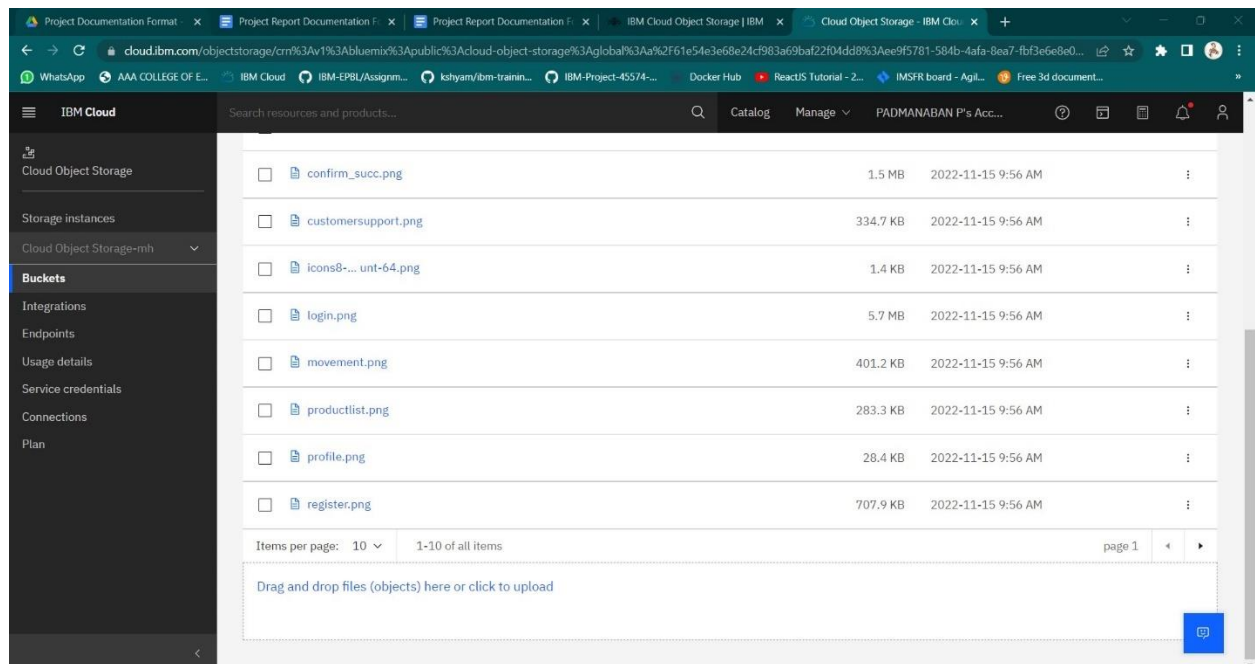 Project Documentation Format - Project Report Documentation Fo Project Report Documentation Fo IBM Cloud Object Storage | IBM Cloud Object Storage - IBM Clou
cloud.ibm.com/objectstorage/crn%3Av1%3Abluemix%3Apublic%3Acloud-object-storage%3Aglobal%3Aa%2F61e54e3e68e24cf983a69baf22f04dd8%3Aee9f5781-584b-4afa-8ea7-fbf3e6e8e0...
WhatsApp AAA COLLEGE OF E... IBM Cloud IBM-EPBL/Assignm... kshyam/ibm-trainin... IBM-Project-45574-... Docker Hub ReactJS Tutorial - 2... IMSFR board - Agil... Free 3d document... »
IBM Cloud Search resources and products... Catalog Manage PADMANABAN P's Acc...
Cloud Object Storage
Storage instances
Cloud Object Storage-mh
Buckets
Integrations
Endpoints
Usage details
Service credentials
Connections
Plan
confirm_succ.png 1.5 MB 2022-11-15 9:56 AM
customersupport.png 334.7 KB 2022-11-15 9:56 AM
icons8-... unt-64.png 1.4 KB 2022-11-15 9:56 AM
login.png 5.7 MB 2022-11-15 9:56 AM
movement.png 401.2 KB 2022-11-15 9:56 AM
productlist.png 283.3 KB 2022-11-15 9:56 AM
profile.png 28.4 KB 2022-11-15 9:56 AM
register.png 707.9 KB 2022-11-15 9:56 AM
Items per page: 10 1-10 of all items page 1
Drag and drop files (objects) here or click to upload